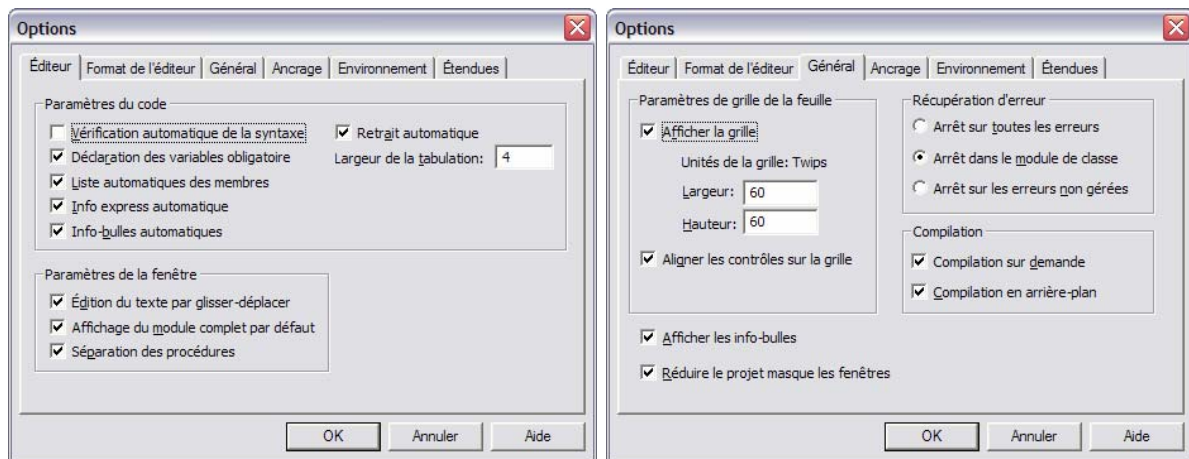 Options
Éditeur Format de l'éditeur Général Ancrage Environnement Étendues
Paramètres du code
Vérification automatique de la syntaxe
Déclaration des variables obligatoire
Liste automatiques des membres
Info express automatique
Info-bulles automatiques
Retrait automatique
Largeur de la tabulation: 4
Paramètres de la fenêtre
Édition du texte par glisser-déplacer
Affichage du module complet par défaut
Séparation des procédures
OK Annuler Aide
Options
Éditeur Format de l'éditeur Général Ancrage Environnement Étendues
Paramètres de grille de la feuille
Afficher la grille
Unités de la grille: Twips
Largeur: 60
Hauteur: 60
Aligner les contrôles sur la grille
Récupération d'erreur
Arrêt sur toutes les erreurs
Arrêt dans le module de classe
Arrêt sur les erreurs non gérées
Compilation
Compilation sur demande
Compilation en arrière-plan
Afficher les info-bulles
Réduire le projet masque les fenêtres
OK Annuler Aide